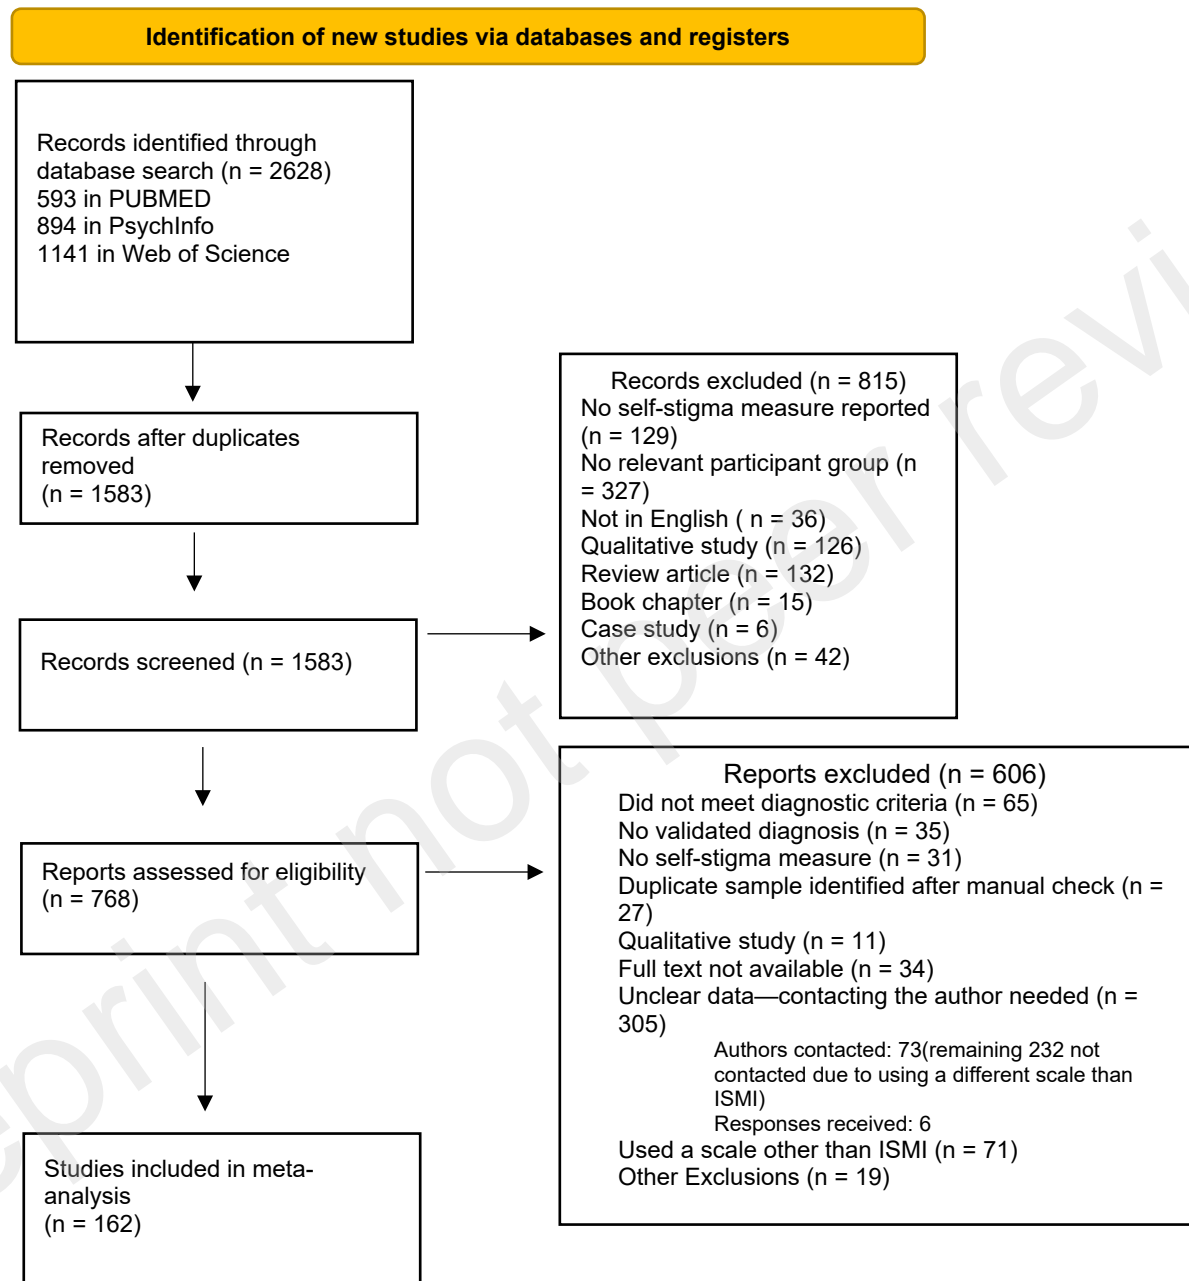 Identification of new studies via databases and registers
Records identified through
database search (n = 2628)
593 in PUBMED
894 in PsychInfo
1141 in Web of Science
Records after duplicates
removed
(n = 1583)
Records screened (n = 1583)
Records excluded (n = 815)
No self-stigma measure reported
(n = 129)
No relevant participant group (n
= 327)
Not in English ( n = 36)
Qualitative study (n = 126)
Review article (n = 132)
Book chapter (n = 15)
Case study (n = 6)
Other exclusions (n = 42)
Reports assessed for eligibility
(n = 768)
Reports excluded (n = 606)
Did not meet diagnostic criteria (n = 65)
No validated diagnosis (n = 35)
No self-stigma measure (n = 31)
Duplicate sample identified after manual check (n =
27)
Qualitative study (n = 11)
Full text not available (n = 34)
Unclear data—contacting the author needed (n =
305)
Authors contacted: 73(remaining 232 not
contacted due to using a different scale than
ISMI)
Responses received: 6
Used a scale other than ISMI (n = 71)
Other Exclusions (n = 19)
Studies included in meta-
analysis
(n = 162)
eprint not peer revi